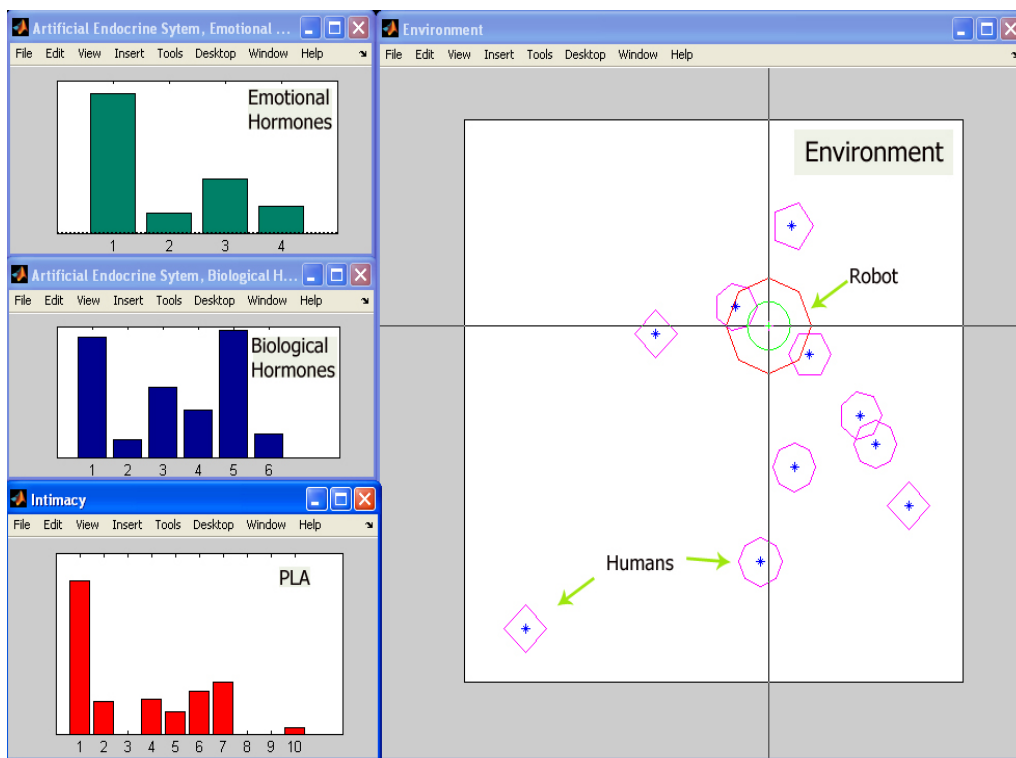 Artificial Endocrine Sytem, Emotional ...
File Edit View Insert Tools Desktop Window Help
Emotional
Hormones
1 2 3 4
Artificial Endocrine Sytem, Biological H...
File Edit View Insert Tools Desktop Window Help
Biological
Hormones
1 2 3 4 5 6
Intimacy
File Edit View Insert Tools Desktop Window Help
PLA
1 2 3 4 5 6 7 8 9 10
Environment
File Edit View Insert Tools Desktop Window Help
Environment
Robot
Humans